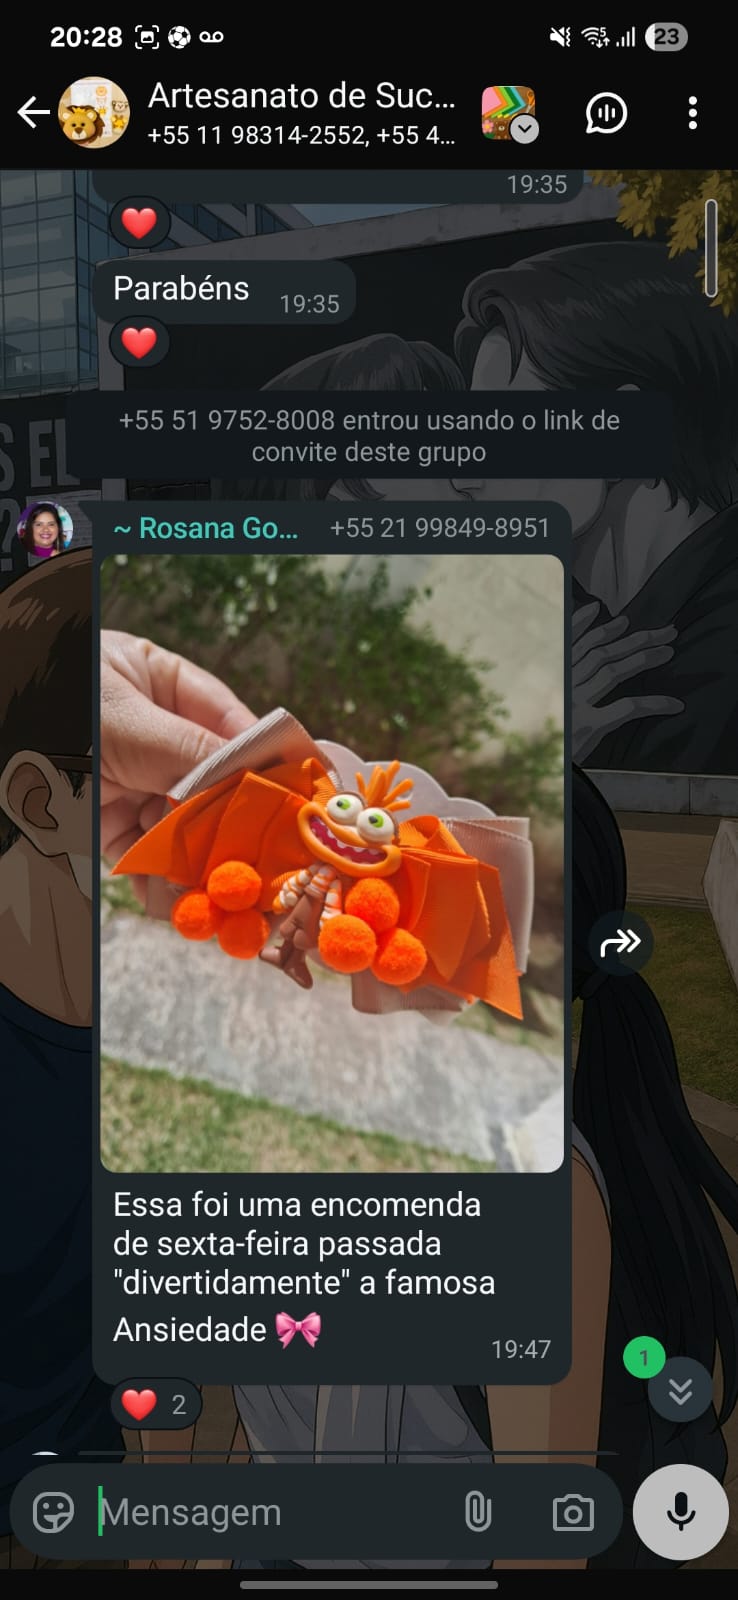 20:28
23
Artesanato de Suc...
+55 11 98314-2552, +55 4...
19:35
Parabéns 19:35
+55 51 9752-8008 entrou usando o link de
convite deste grupo
~ Rosana Go... +55 21 99849-8951
Essa foi uma encomenda
de sexta-feira passada
"divertidamente" a famosa
Ansiedade 🎀
19:47
1
2
Mensagem